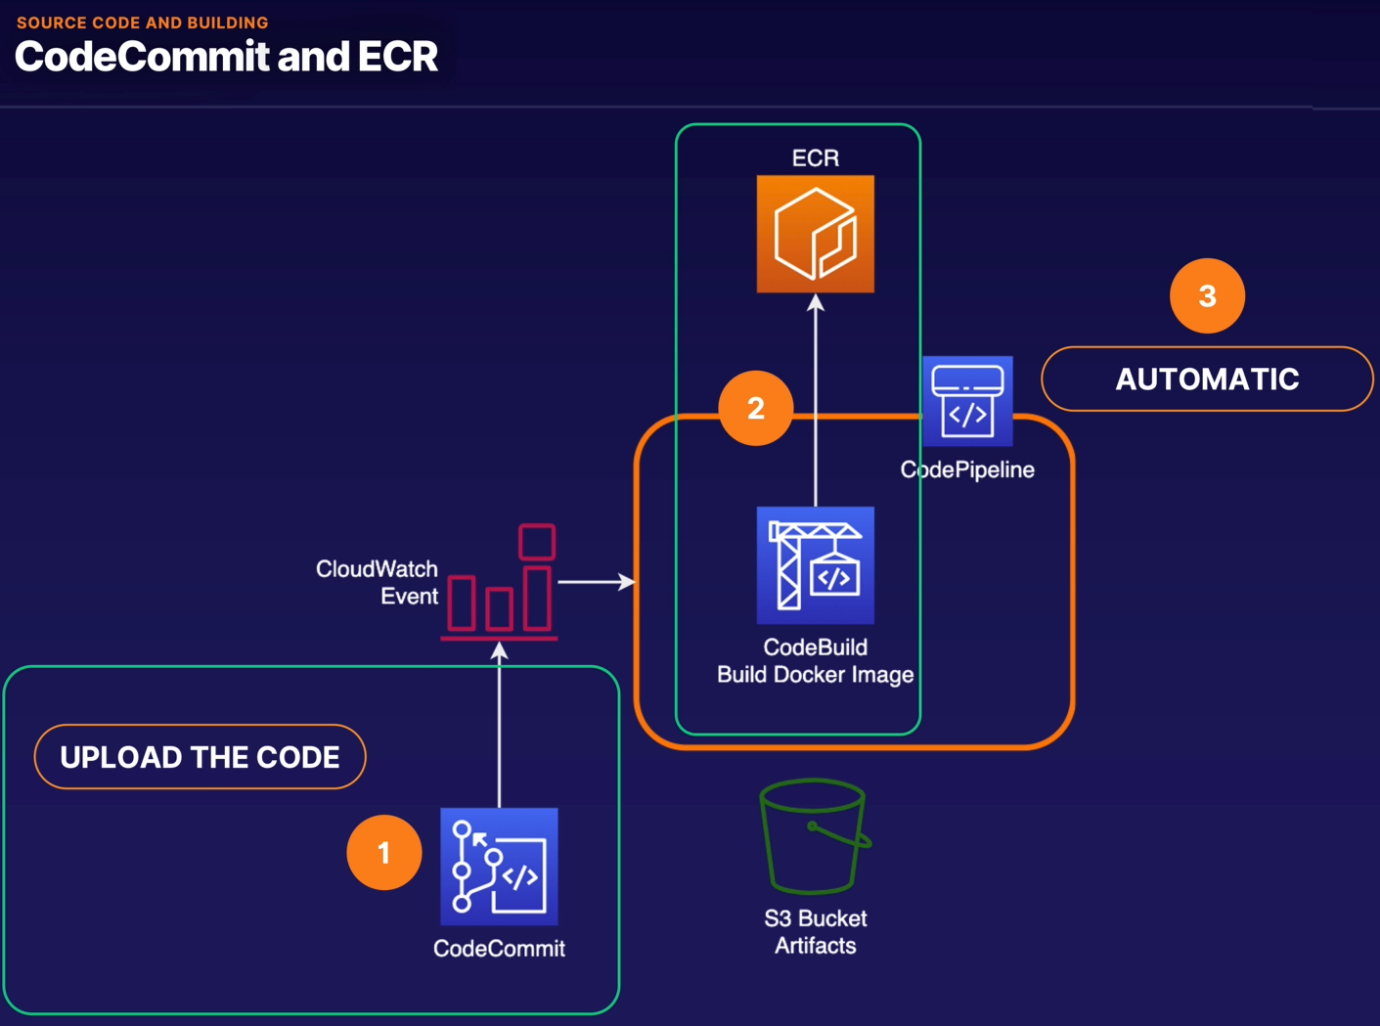 SOURCE CODE AND BUILDING
CodeCommit and ECR
ECR
3
AUTOMATIC
2
</>
CodePipeline
</>
CloudWatch
Event
CodeBuild
Build Docker Image
UPLOAD THE CODE
1
</>
CodeCommit
S3 Bucket
Artifacts